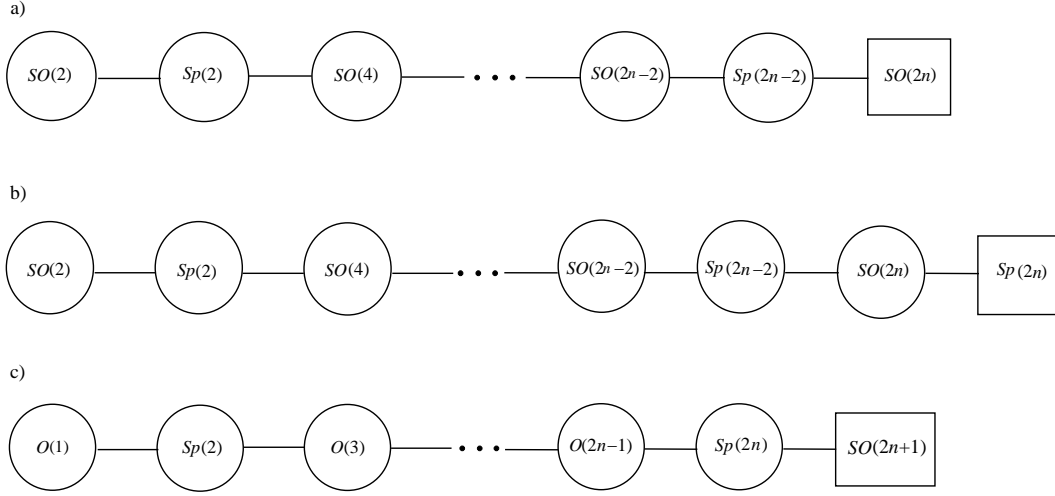 a)
SO(2) Sp(2) SO(4) • • • SO(2n−2) Sp(2n−2) SO(2n)
b)
SO(2) Sp(2) SO(4) • • • SO(2n−2) Sp(2n−2) SO(2n) Sp(2n)
c)
O(1) Sp(2) O(3) • • • O(2n−1) Sp(2n) SO(2n+1)